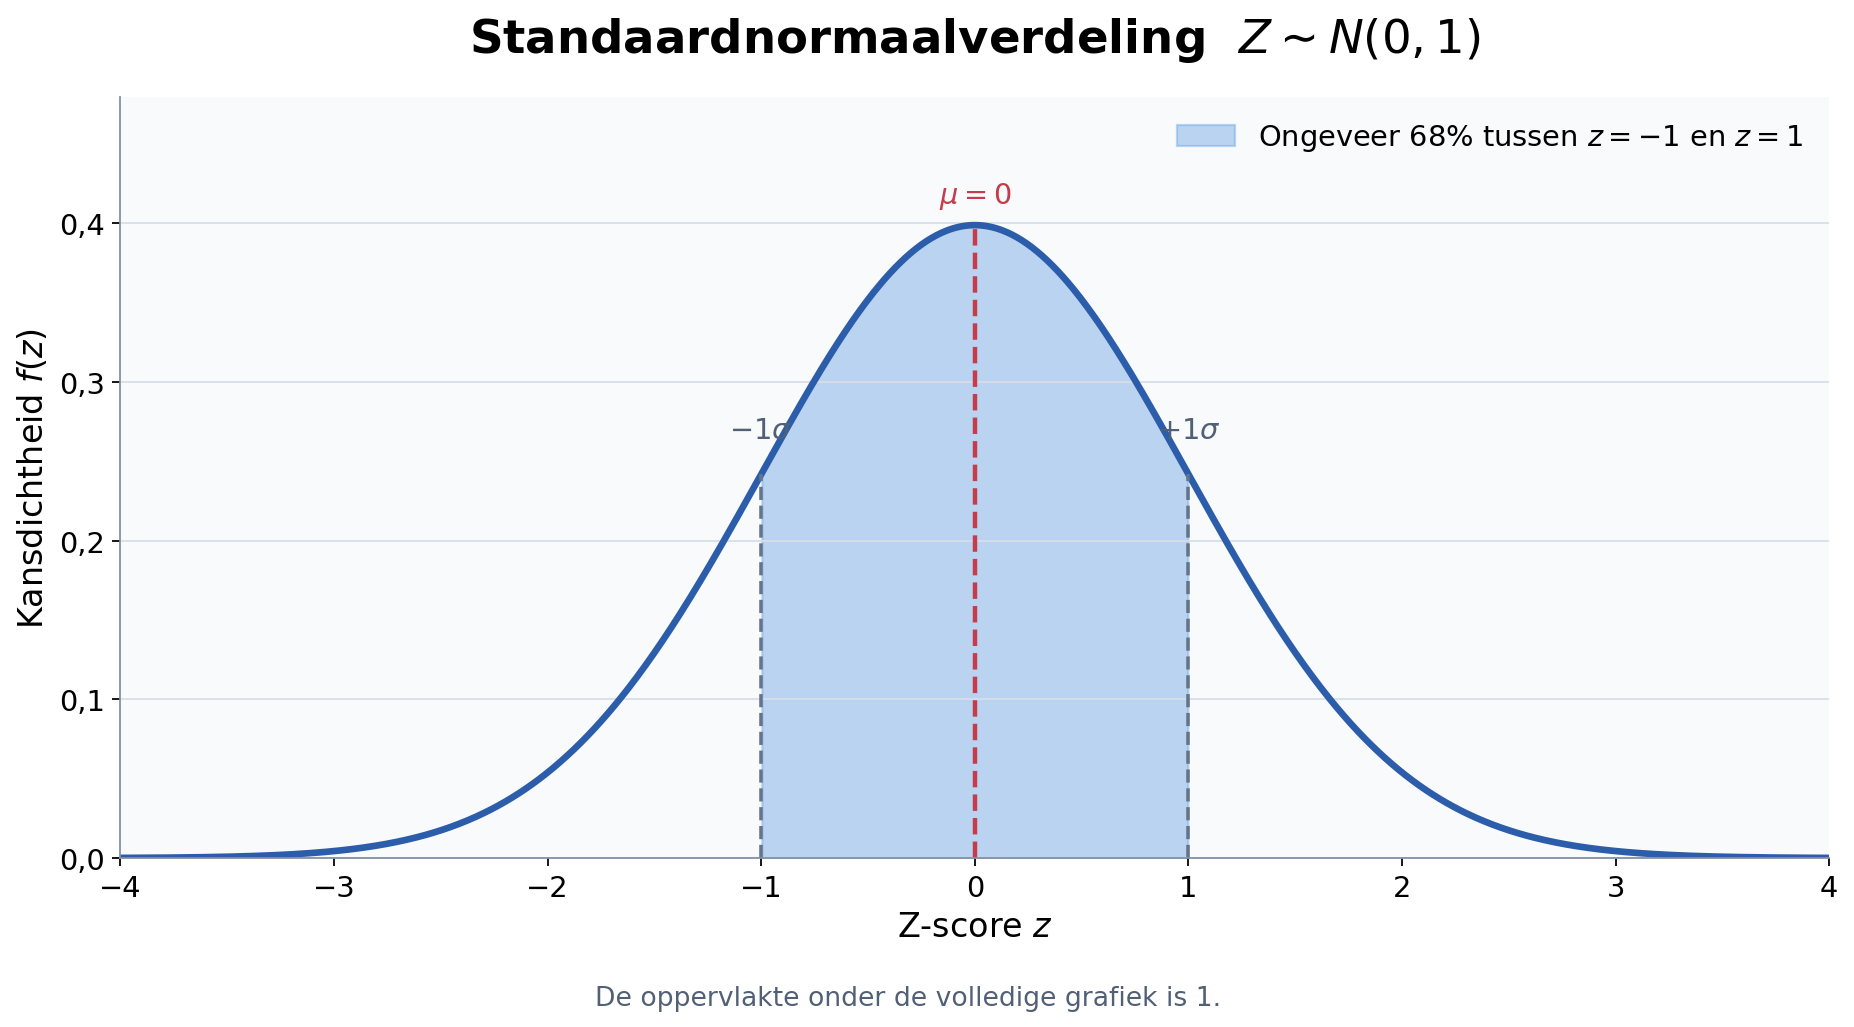 Standaardnormaalverdeling Z ∼ N(0, 1)
Ongeveer 68% tussen z = −1 en z = 1
μ = 0
−1σ
+1σ
Kansdichtheid f(z)
0,4
0,3
0,2
0,1
0,0
−4 −3 −2 −1 0 1 2 3 4
Z-score z
De oppervlakte onder de volledige grafiek is 1.